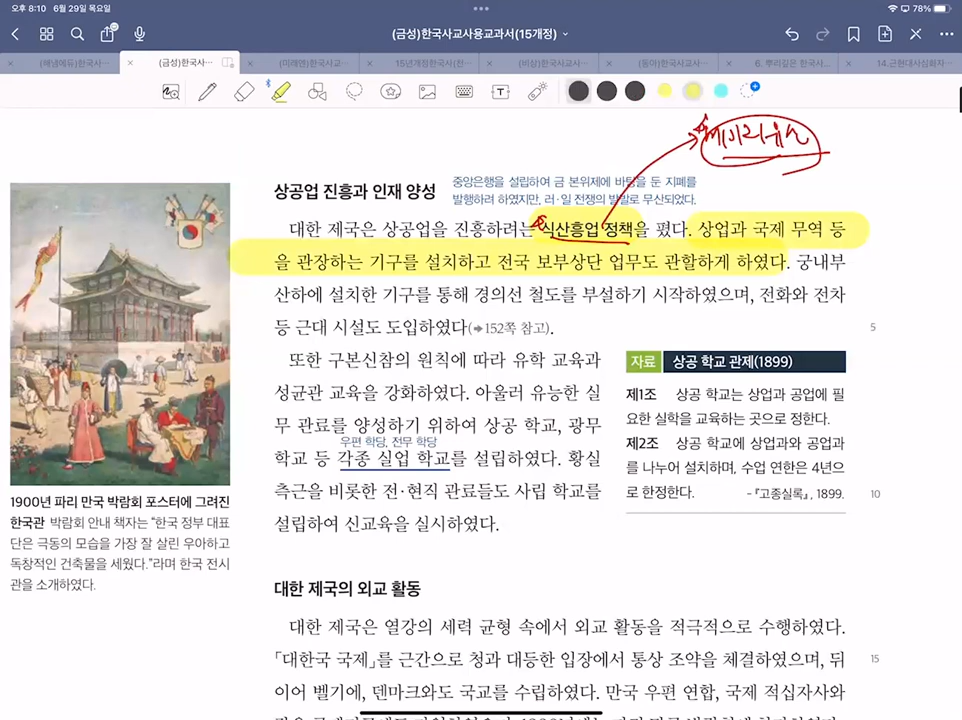 오후 8:10 6월 29일 목요일
78%
(금성)한국사교사용교과서(15개정)
(해냄에듀)한국사…
(금성)한국사…
(미래엔)한국사교…
15년개정한국사(천…
(비상)한국사교사…
(동아)한국사교사…
6. 뿌리깊은 한국사…
14.근현대사심화자…
상공업 진흥과 인재 양성
중앙은행을 설립하여 금 본위제에 바탕을 둔 지폐를
발행하려 하였지만, 러·일 전쟁의 발발로 무산되었다.
대한 제국은 상공업을 진흥하려는 식산흥업 정책을 폈다. 상업과 국제 무역 등
을 관장하는 기구를 설치하고 전국 보부상단 업무도 관할하게 하였다. 궁내부
산하에 설치한 기구를 통해 경의선 철도를 부설하기 시작하였으며, 전화와 전차
등 근대 시설도 도입하였다(➜152쪽 참고).
5
또한 구본신참의 원칙에 따라 유학 교육과
성균관 교육을 강화하였다. 아울러 유능한 실
무 관료를 양성하기 위하여 상공 학교, 광무
우편 학당, 전무 학당
학교 등 각종 실업 학교를 설립하였다. 황실
측근을 비롯한 전·현직 관료들도 사립 학교를
설립하여 신교육을 실시하였다.
자료 상공 학교 관제(1899)
제1조 상공 학교는 상업과 공업에 필
요한 실학을 교육하는 곳으로 정한다.
제2조 상공 학교에 상업과와 공업과
를 나누어 설치하며, 수업 연한은 4년으
로 한정한다. -『고종실록』, 1899.
10
1900년 파리 만국 박람회 포스터에 그려진
한국관 박람회 안내 책자는 "한국 정부 대표
단은 극동의 모습을 가장 잘 살린 우아하고
독창적인 건축물을 세웠다."라며 한국 전시
관을 소개하였다.
대한 제국의 외교 활동
대한 제국은 열강의 세력 균형 속에서 외교 활동을 적극적으로 수행하였다.
「대한국 국제」를 근간으로 청과 대등한 입장에서 통상 조약을 체결하였으며, 뒤
15
이어 벨기에, 덴마크와도 국교를 수립하였다. 만국 우편 연합, 국제 적십자사와